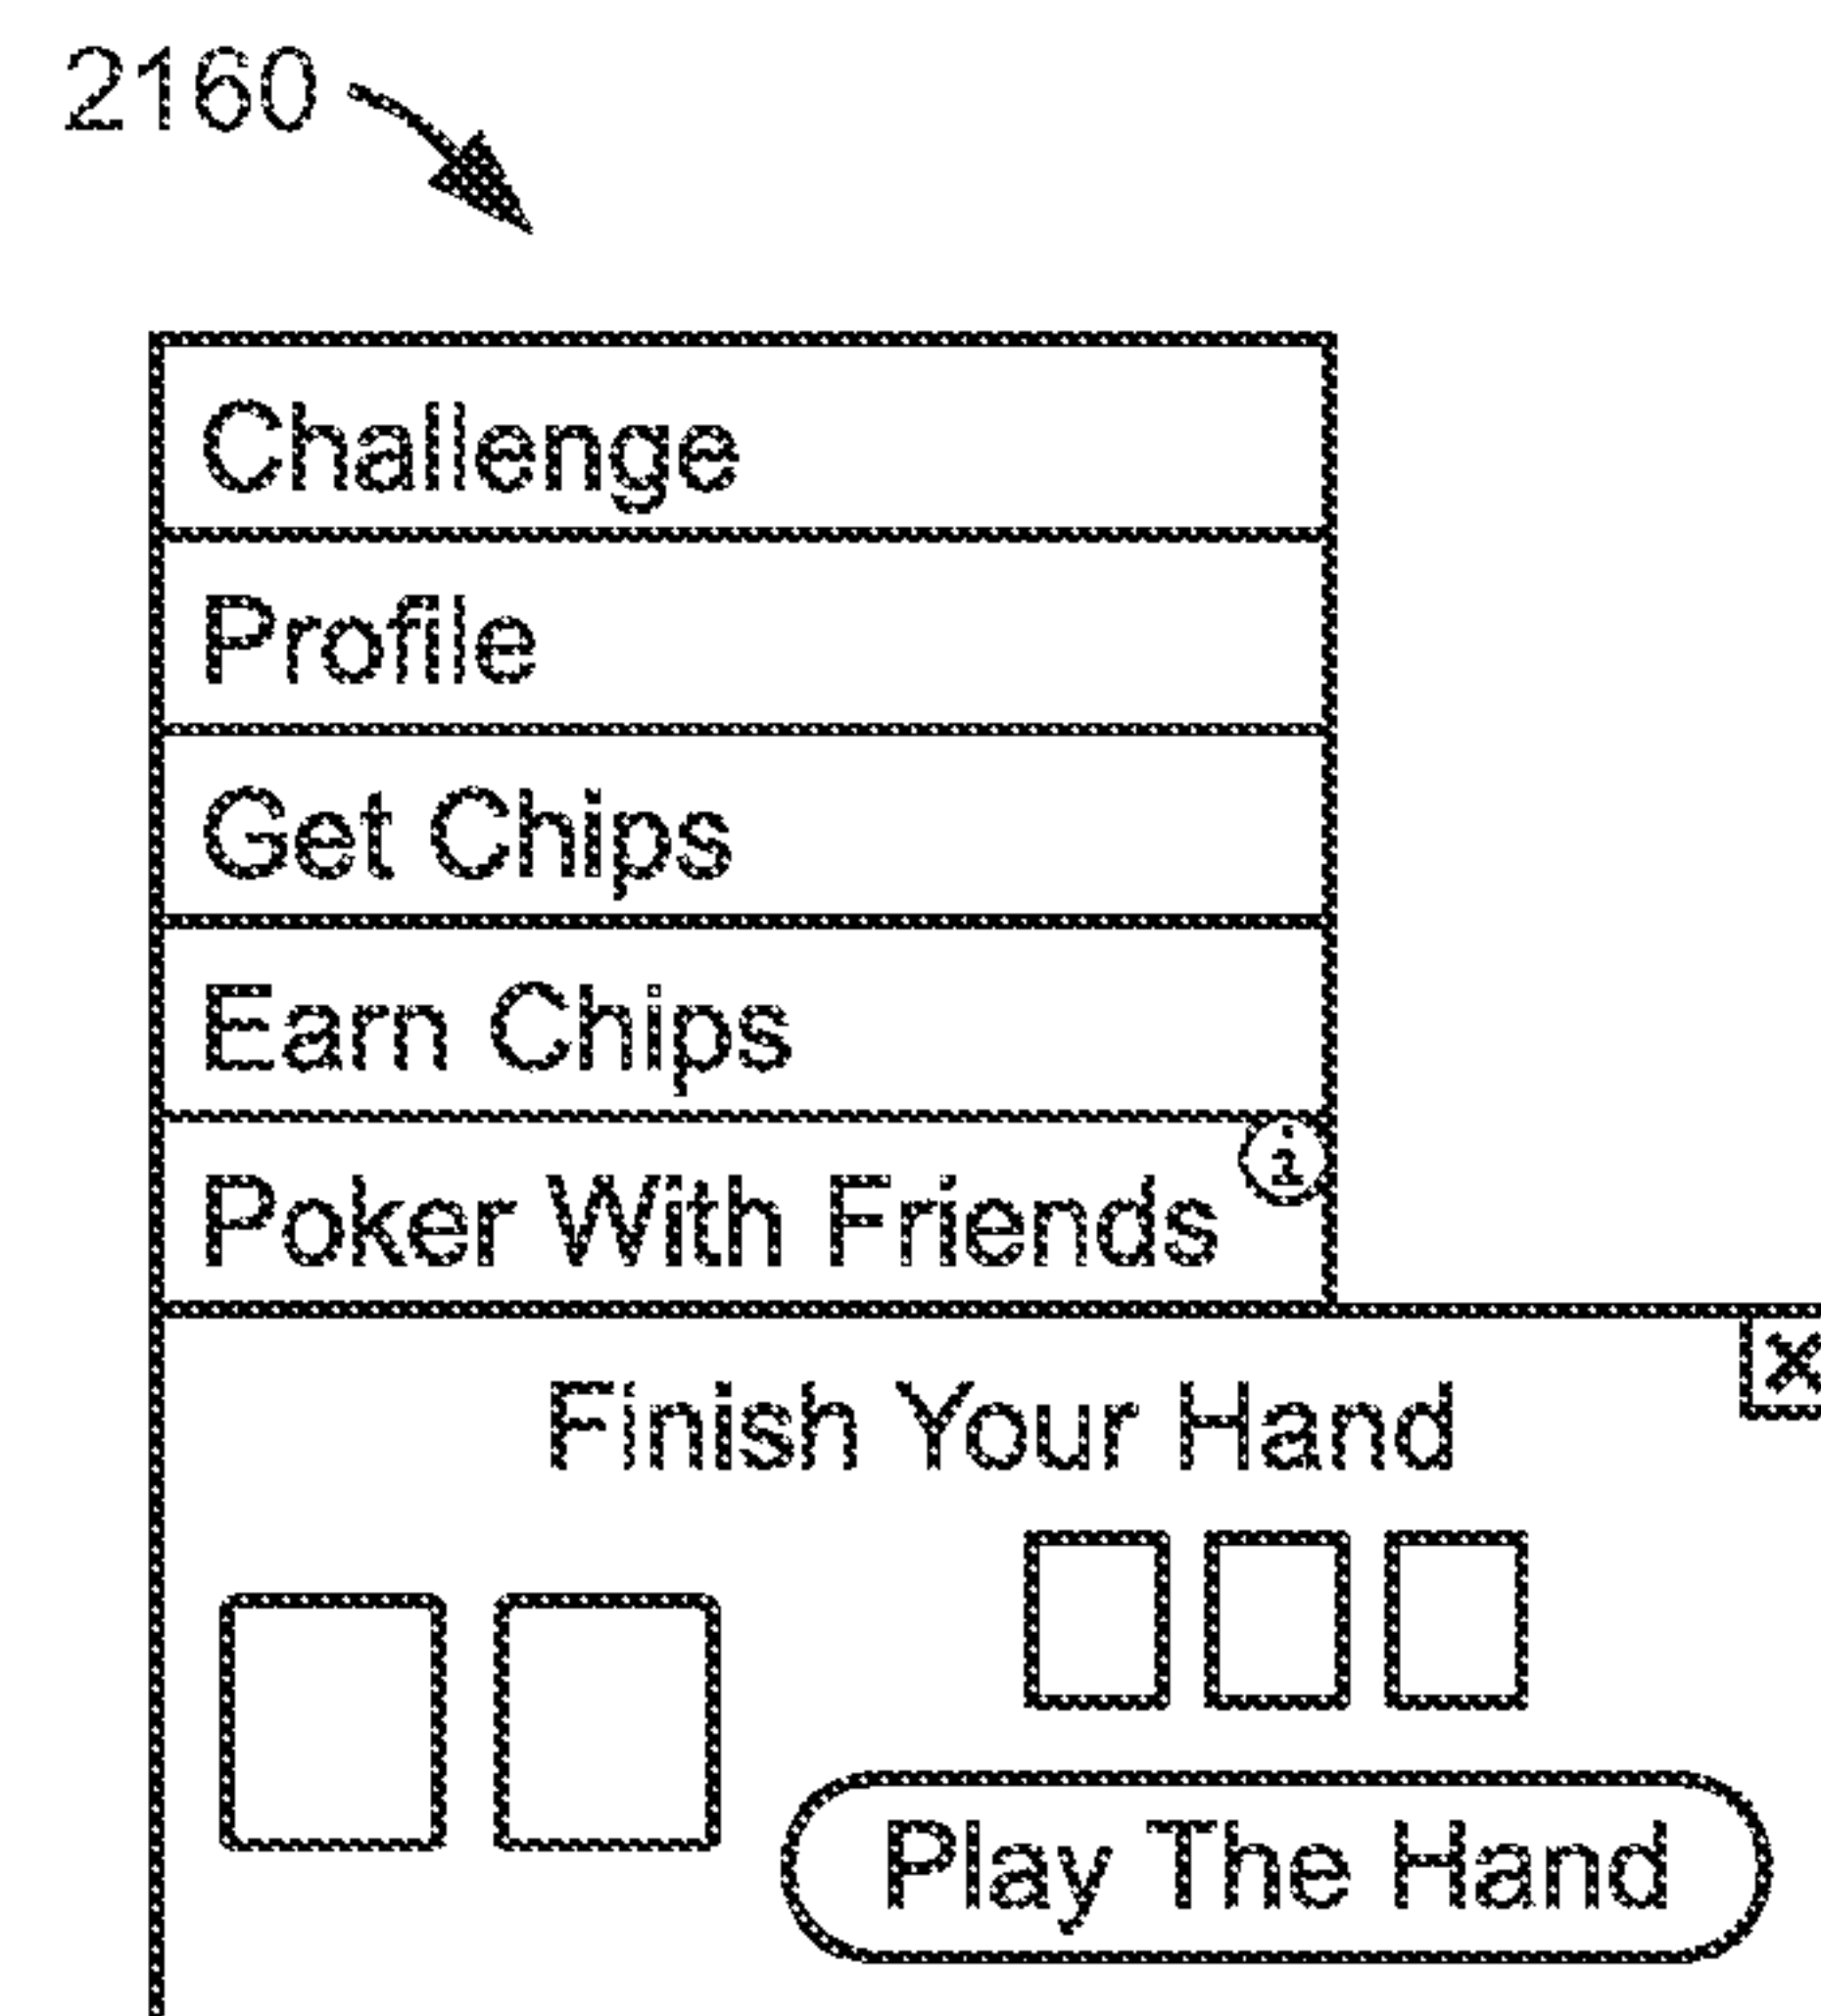 2160
Challenge
Profile
Get Chips
Earn Chips
i
Poker With Friends
X
Finish Your Hand
Play The Hand